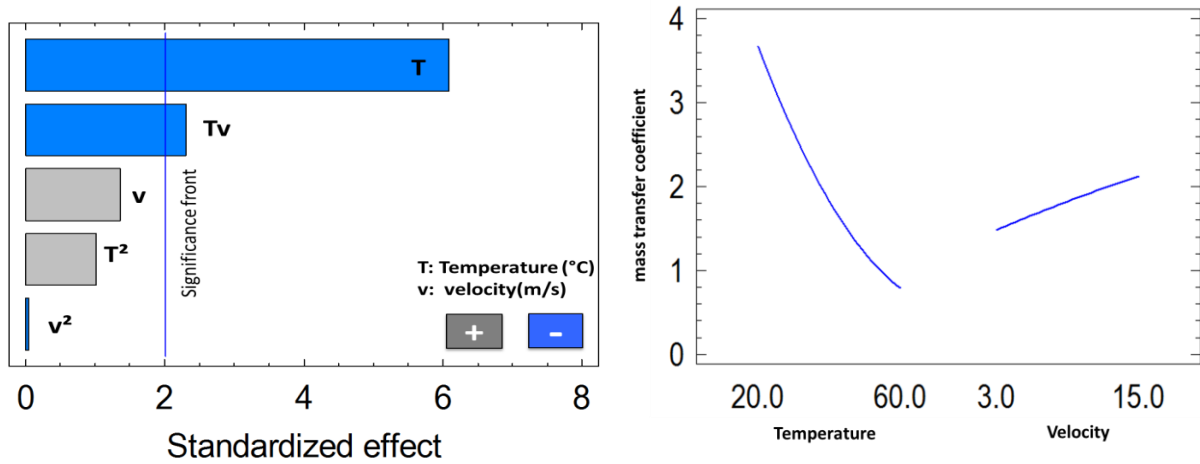 T
Tv
v
T²
v²
Significance front
T: Temperature (°C)
v: velocity(m/s)
+ -
0 2 4 6 8
Standardized effect
4
3
2
1
0
mass transfer coefficient
20.0 60.0 3.0 15.0
Temperature Velocity